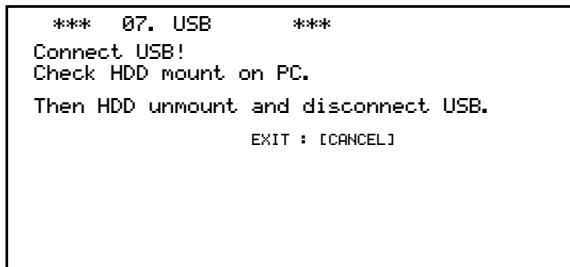 *** 07. USB ***
Connect USB!
Check HDD mount on PC.
Then HDD unmount and disconnect USB.
EXIT : [CANCEL]